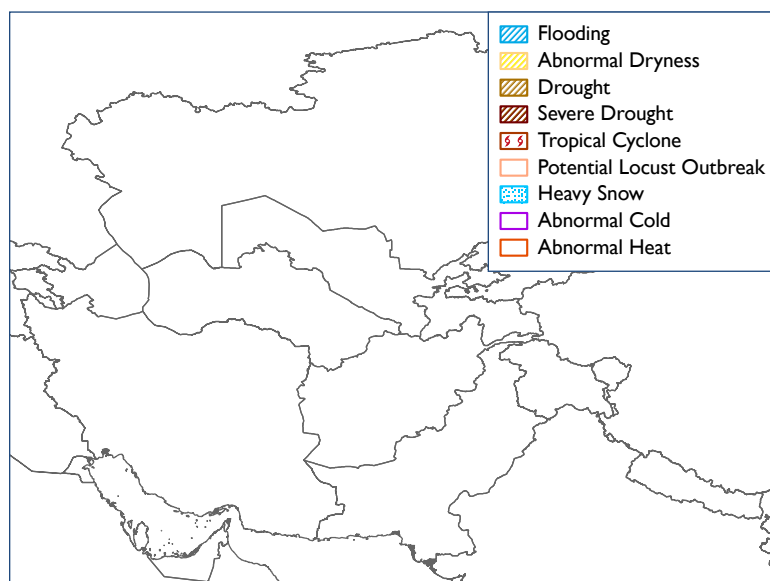 Flooding
Abnormal Dryness
Drought
Severe Drought
Tropical Cyclone
Potential Locust Outbreak
Heavy Snow
Abnormal Cold
Abnormal Heat